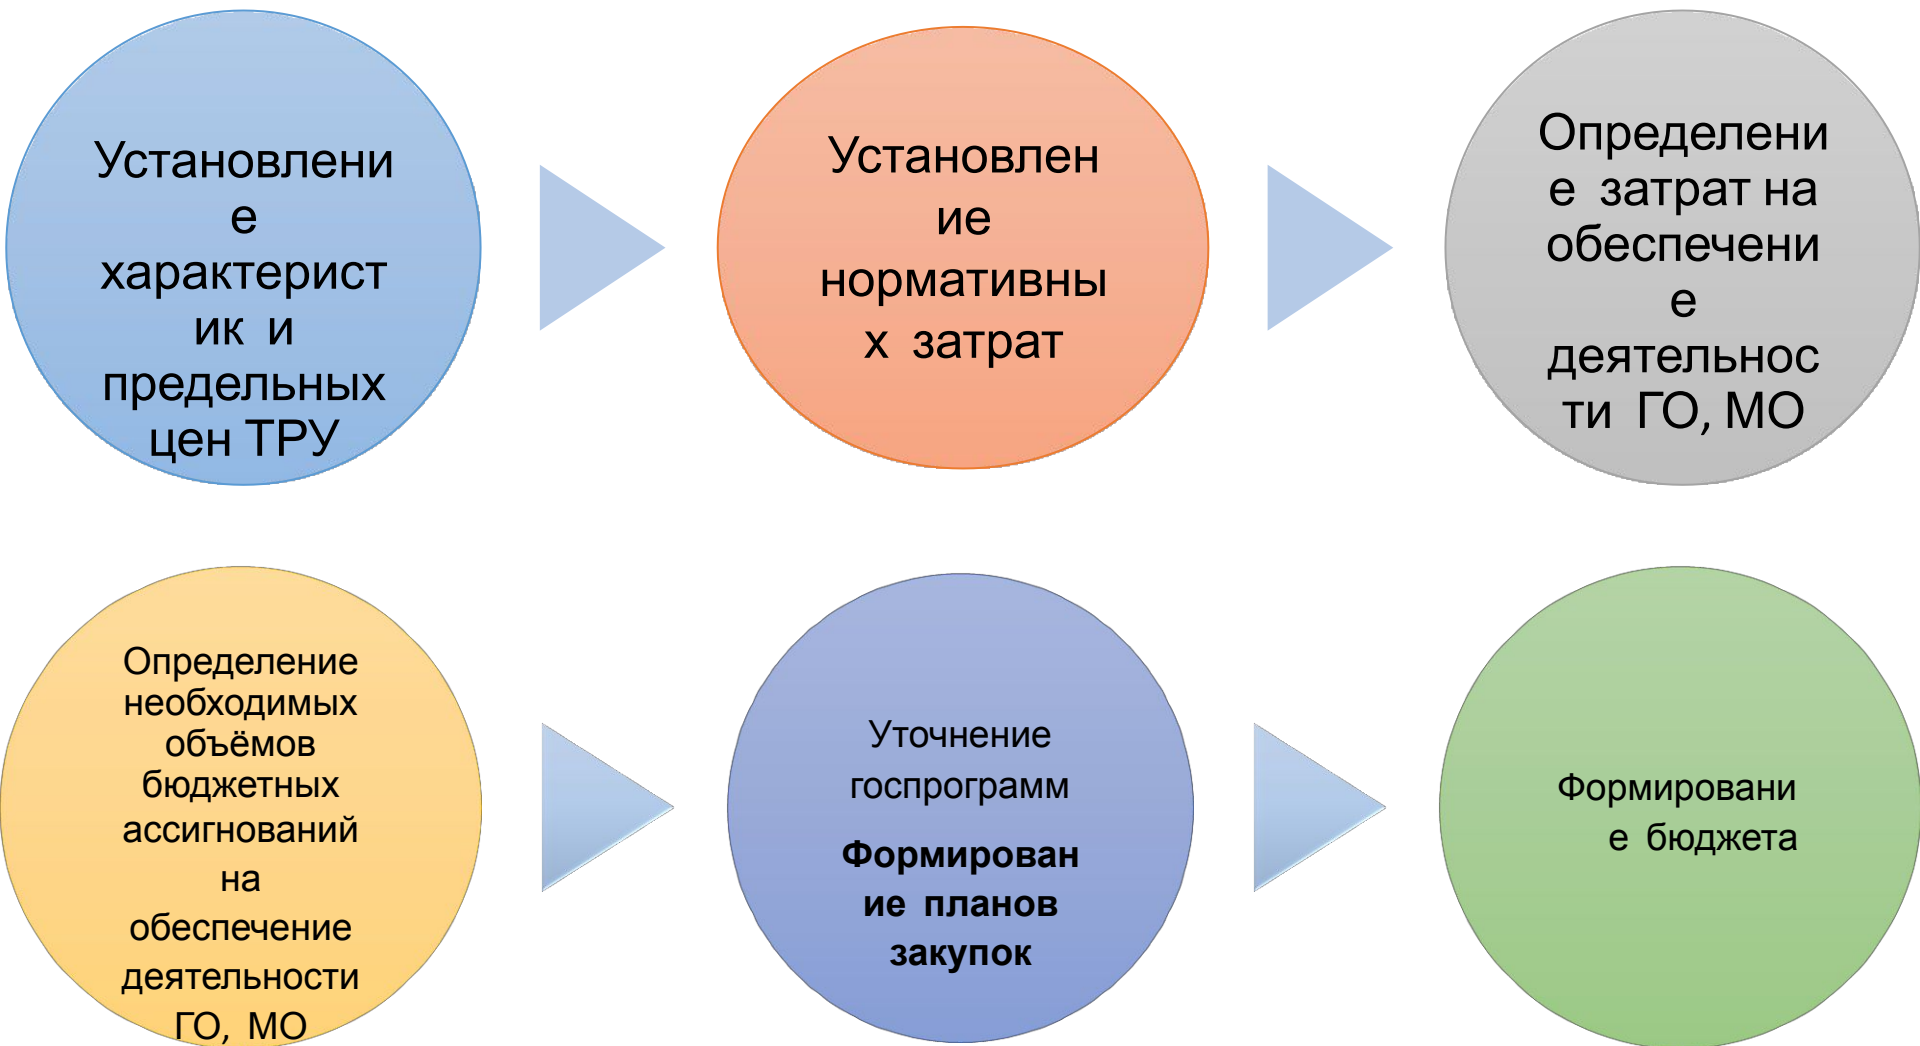 Установлени
е
характерист
ик и
предельных
цен ТРУ
Установлен
ие
нормативны
х затрат
Определени
е затрат на
обеспечени
е
деятельнос
ти ГО, МО
Определение
необходимых
объёмов
бюджетных
ассигнований
на
обеспечение
деятельности
ГО, МО
Уточнение
госпрограмм
Формирован
ие планов
закупок
Формировани
е бюджета